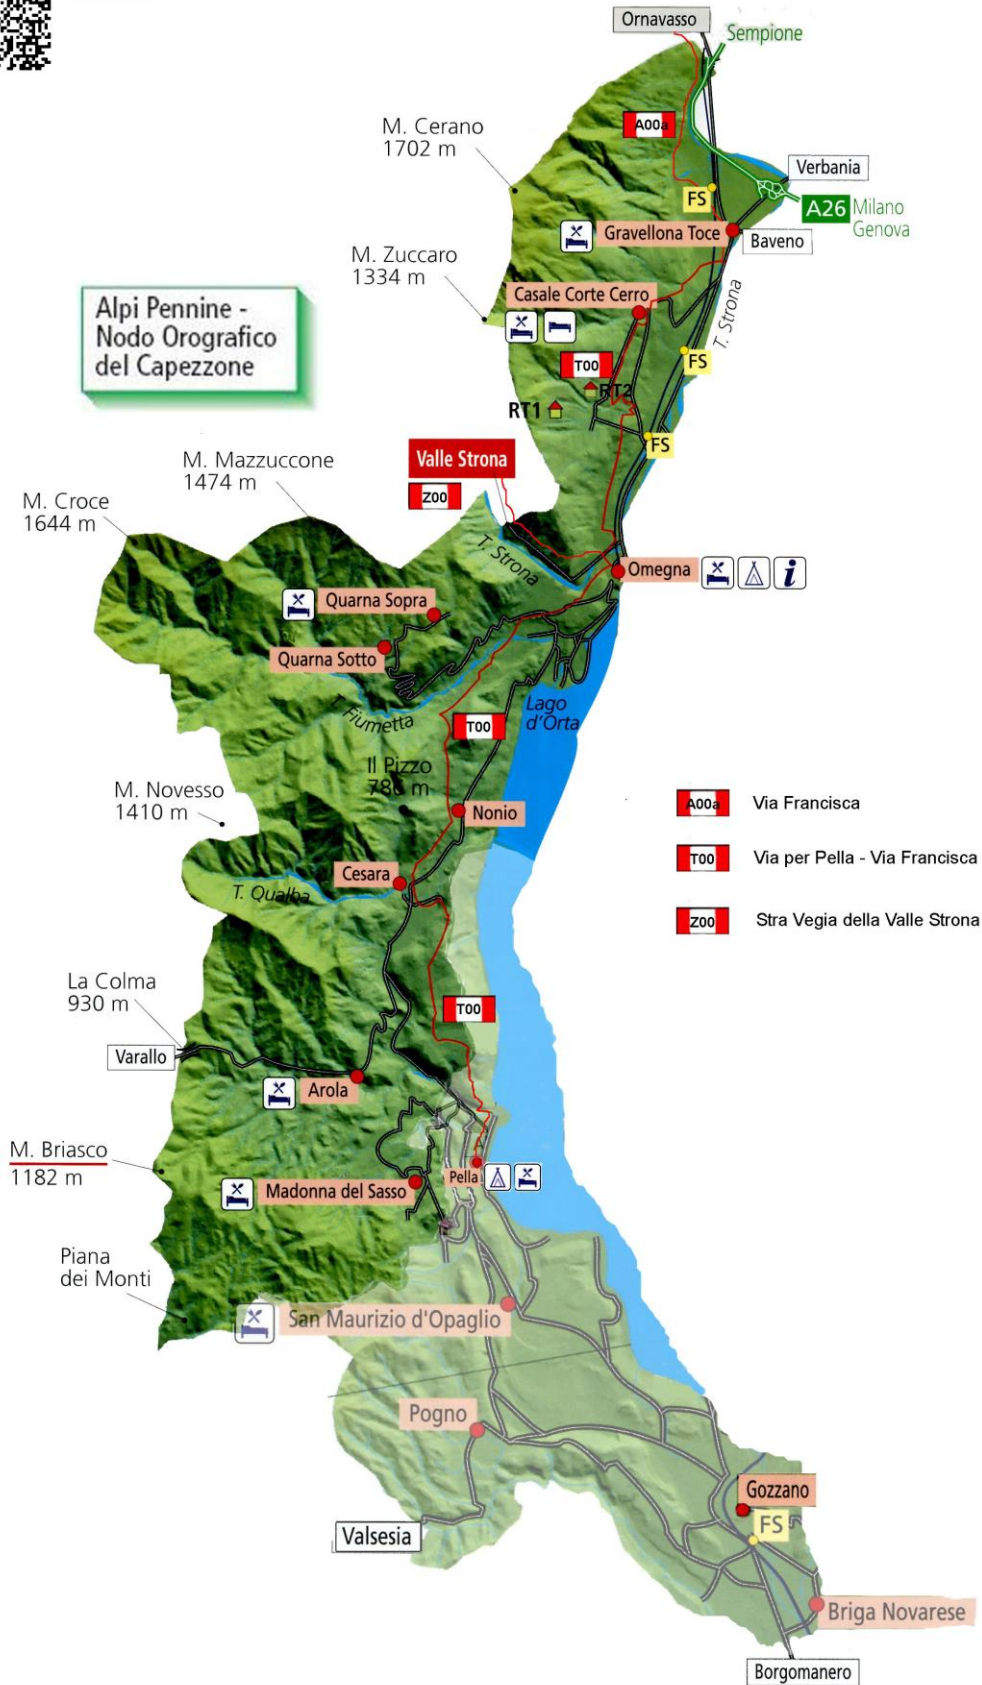 Ornavasso
Sempione
A00a
M. Cerano
1702 m
Verbania
FS
A26
Milano
Genova
Gravellona Toce
Baveno
M. Zuccaro
1334 m
Casale Corte Cerro
T. Strona
Alpi Pennine -
Nodo Orografico
del Capezzone
T00
FS
RT2
RT1
FS
Valle Strona
Z00
M. Mazzuccone
1474 m
M. Croce
1644 m
T. Strona
Omegna
i
Quarna Sopra
Quarna Sotto
T. Fiumetta
Lago
d'Orta
T00
Il Pizzo
786 m
M. Novesso
1410 m
Nonio
A00a Via Francisca
T00 Via per Pella - Via Francisca
Z00 Stra Vegia della Valle Strona
Cesara
T. Qualba
La Colma
930 m
T00
Varallo
Arola
M. Briasco
1182 m
Pella
Madonna del Sasso
Piana
dei Monti
San Maurizio d'Opaglio
Pogno
Gozzano
FS
Valsesia
Briga Novarese
Borgomanero